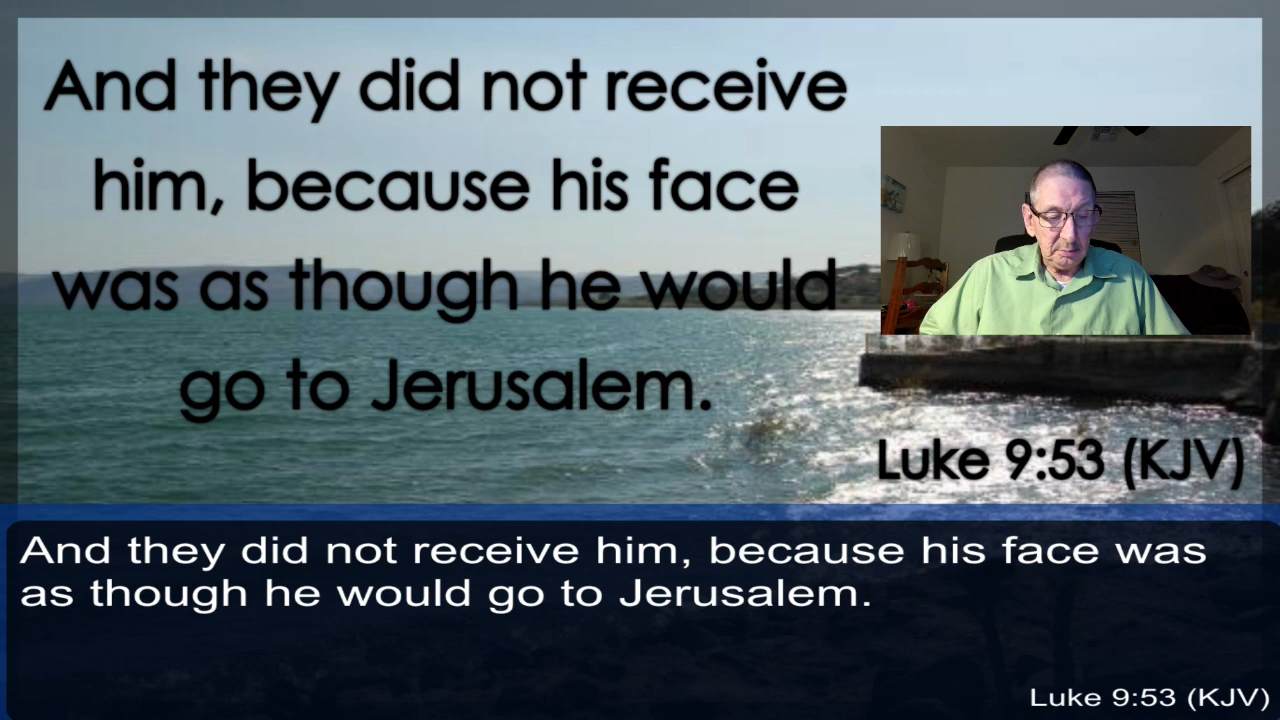 And they did not receive
him, because his face
was as though he would
go to Jerusalem.
Luke 9:53 (KJV)
And they did not receive him, because his face was
as though he would go to Jerusalem.
Luke 9:53 (KJV)